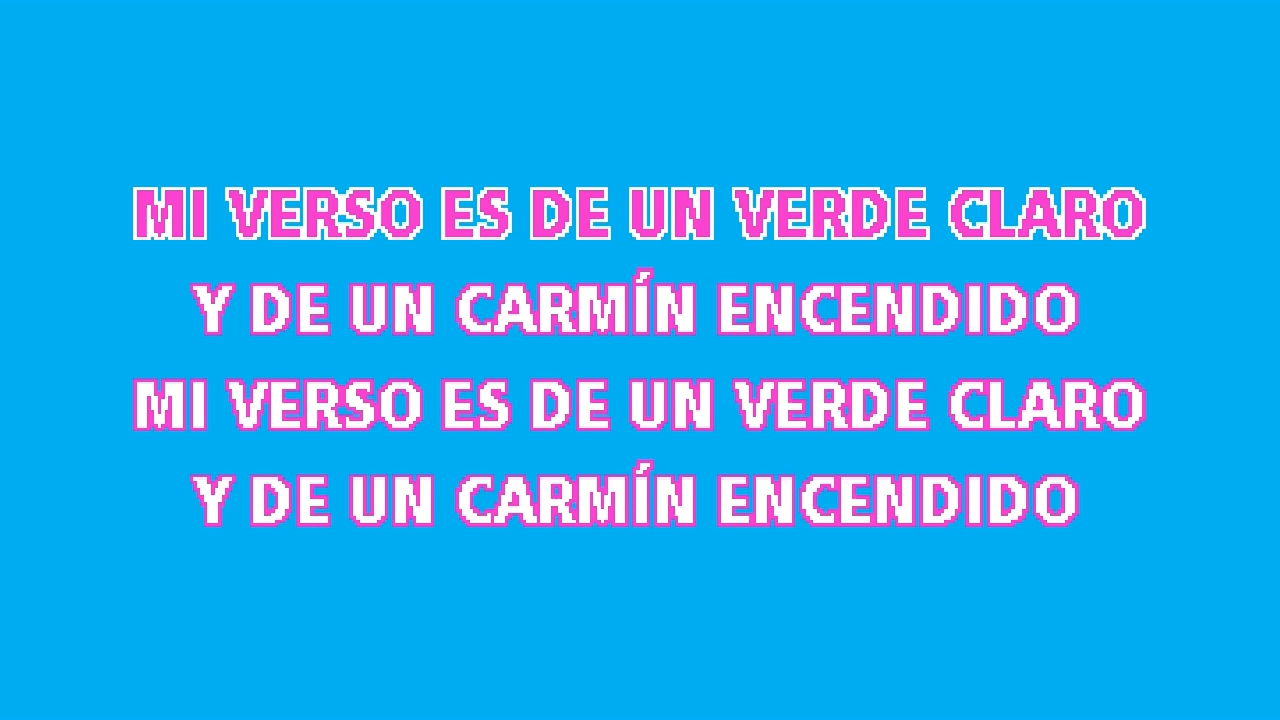 MI VERSO ES DE UN VERDE CLARO
Y DE UN CARMÍN ENCENDIDO
MI VERSO ES DE UN VERDE CLARO
Y DE UN CARMÍN ENCENDIDO